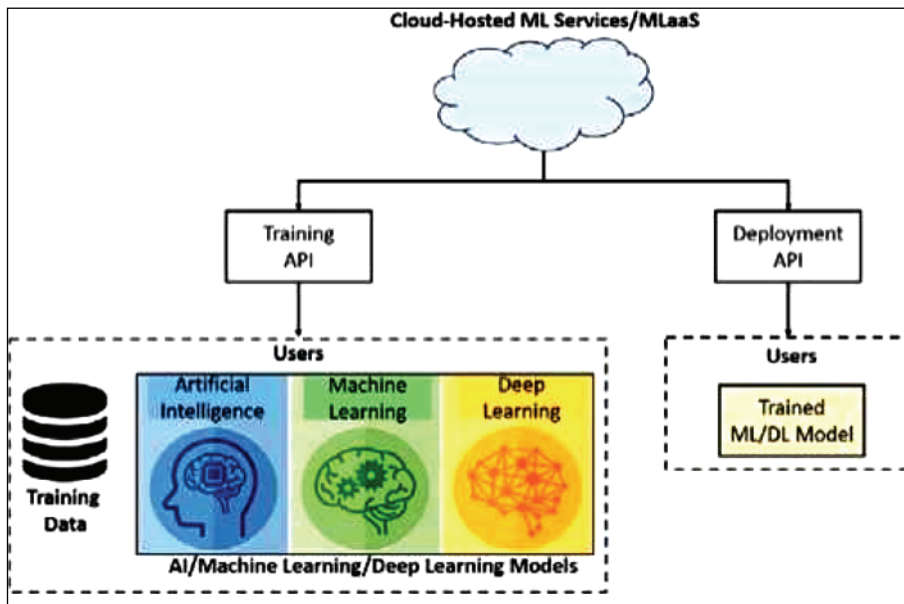 Cloud-Hosted ML Services/MLaaS
Training
API
Deployment
API
Users
Training
Data
Artificial
Intelligence
Machine
Learning
Deep
Learning
AI/Machine Learning/Deep Learning Models
Users
Trained
ML/DL Model